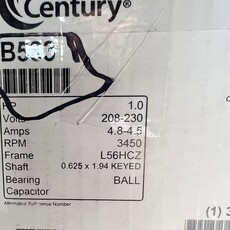 Century
HP 1.0
Volts 208-230
Amps 4.8-4.5
RPM 3450
Frame L56HCZ
Shaft 0.625 x 1.94 KEYED
Bearing BALL
Capacitor
Alternative Reference Number
(1) 3